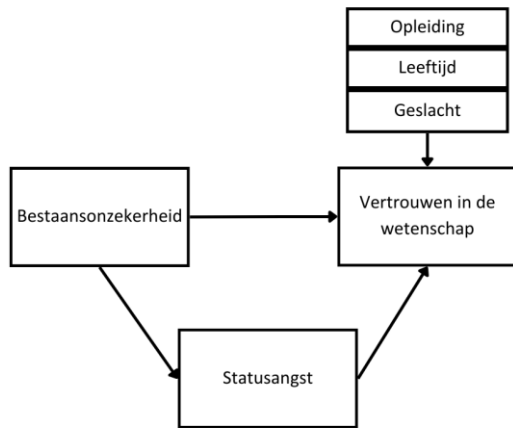 Opleiding
Leeftijd
Geslacht
Bestaansonzekerheid
Vertrouwen in de
wetenschap
Statusangst